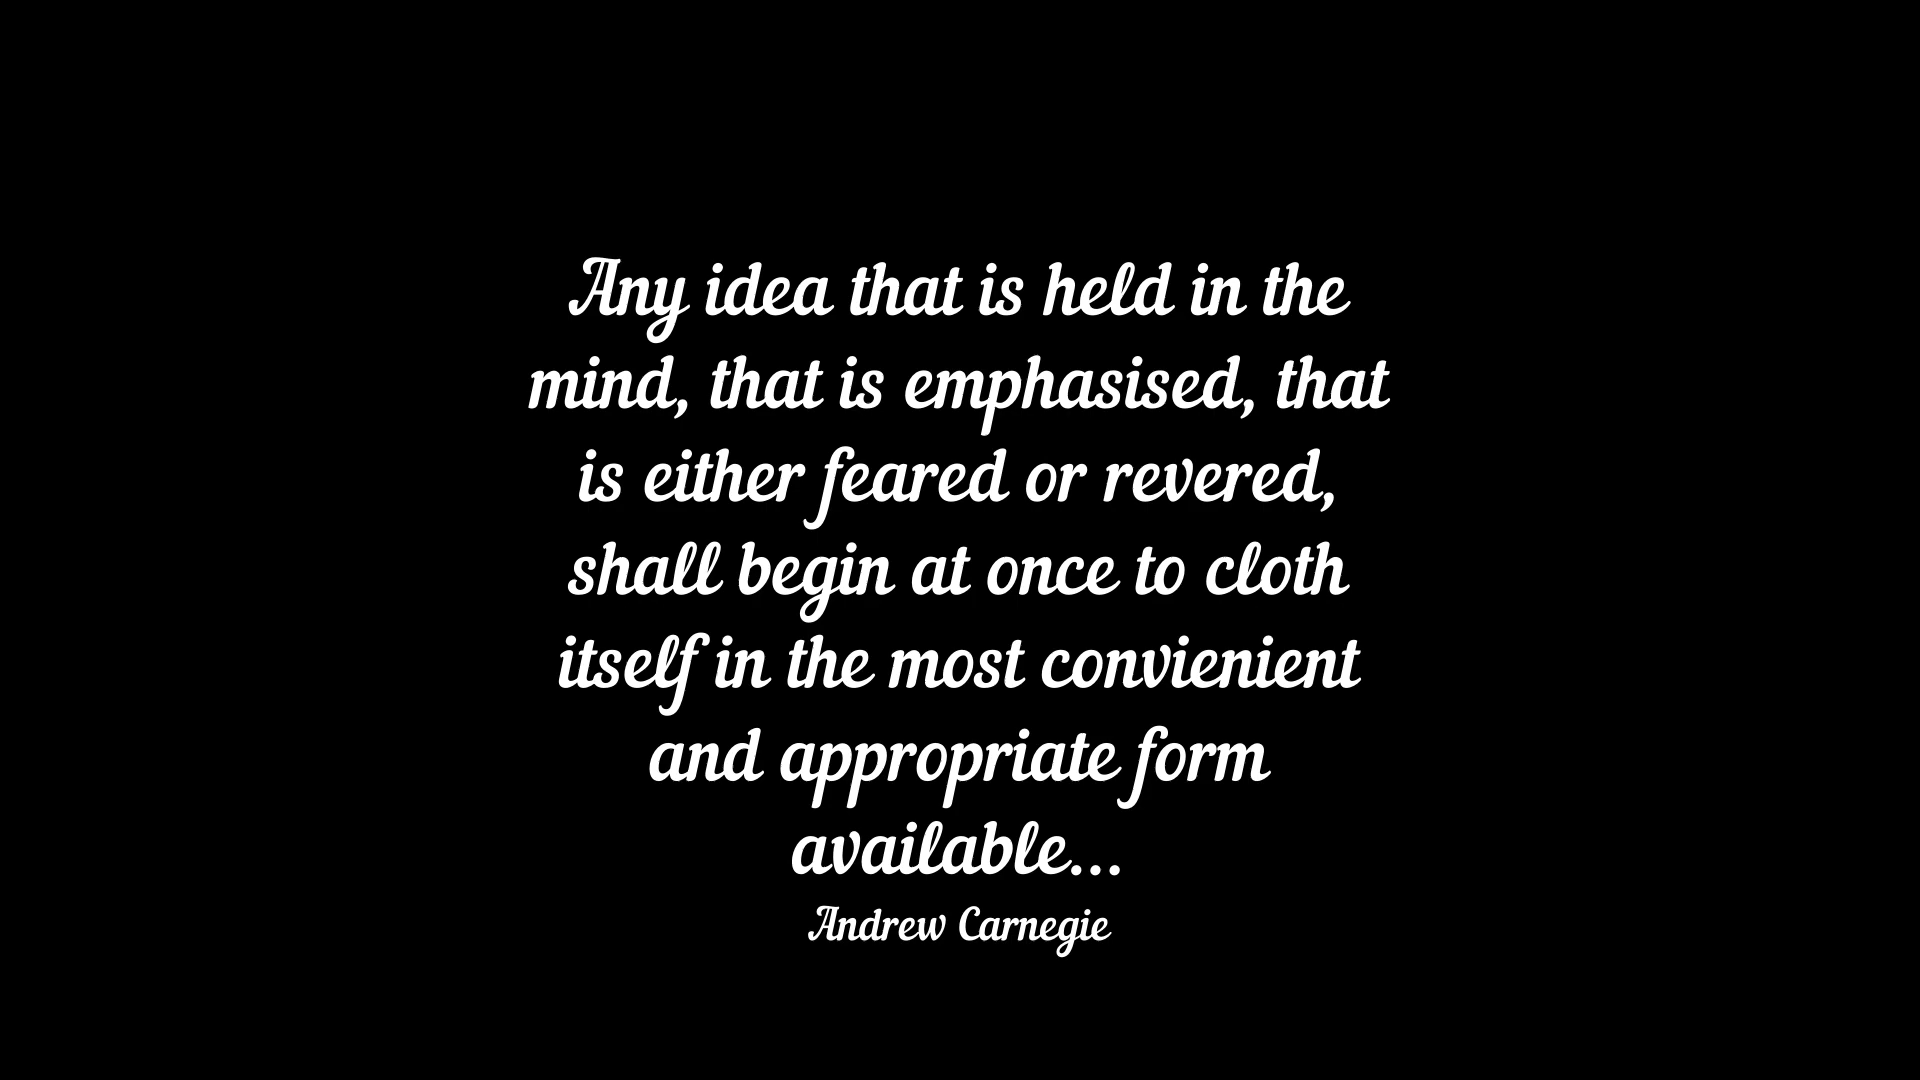 Any idea that is held in the
mind, that is emphasised, that
is either feared or revered,
shall begin at once to cloth
itself in the most convienient
and appropriate form
available...
Andrew Carnegie